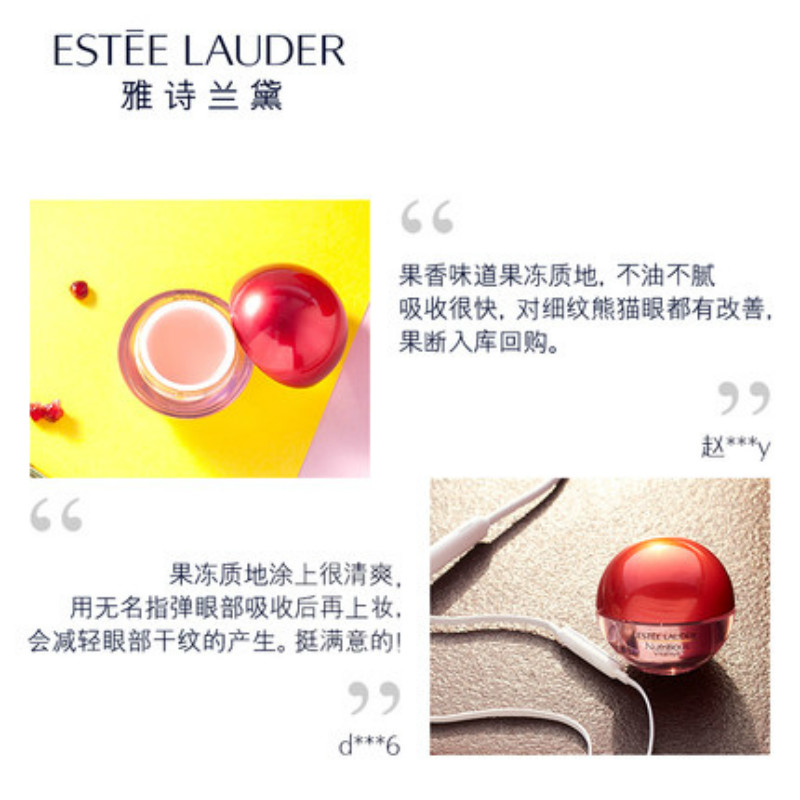 ESTĒE LAUDER
雅诗兰黛
“
果香味道果冻质地, 不油不腻
吸收很快, 对细纹熊猫眼都有改善,
果断入库回购。
”
赵***y
“
果冻质地涂上很清爽,
用无名指弹眼部吸收后再上妆,
会减轻眼部干纹的产生。挺满意的!
”
d***6
ESTĒE LAUDER
Nutritious